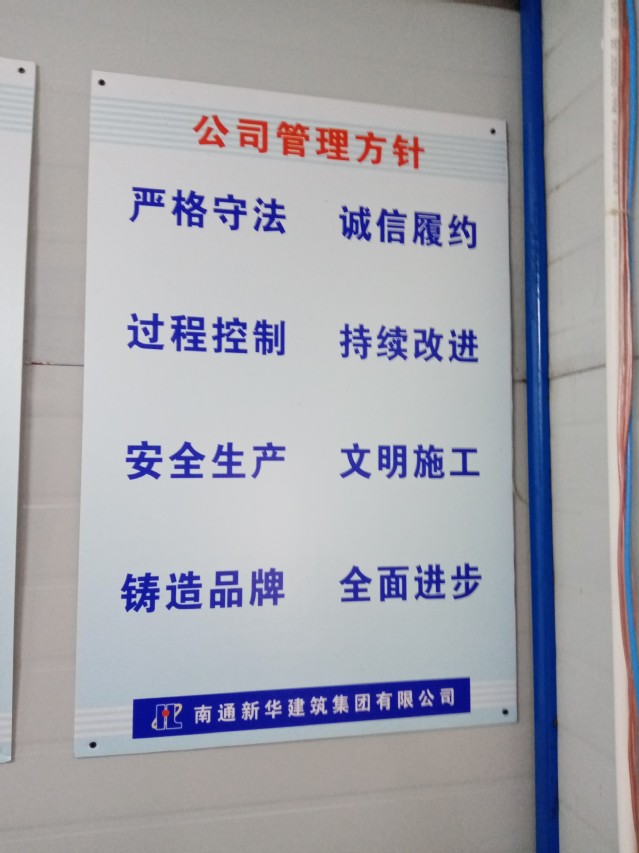 公司管理方针
严格守法 诚信履约
过程控制 持续改进
安全生产 文明施工
铸造品牌 全面进步
南通新华建筑集团有限公司